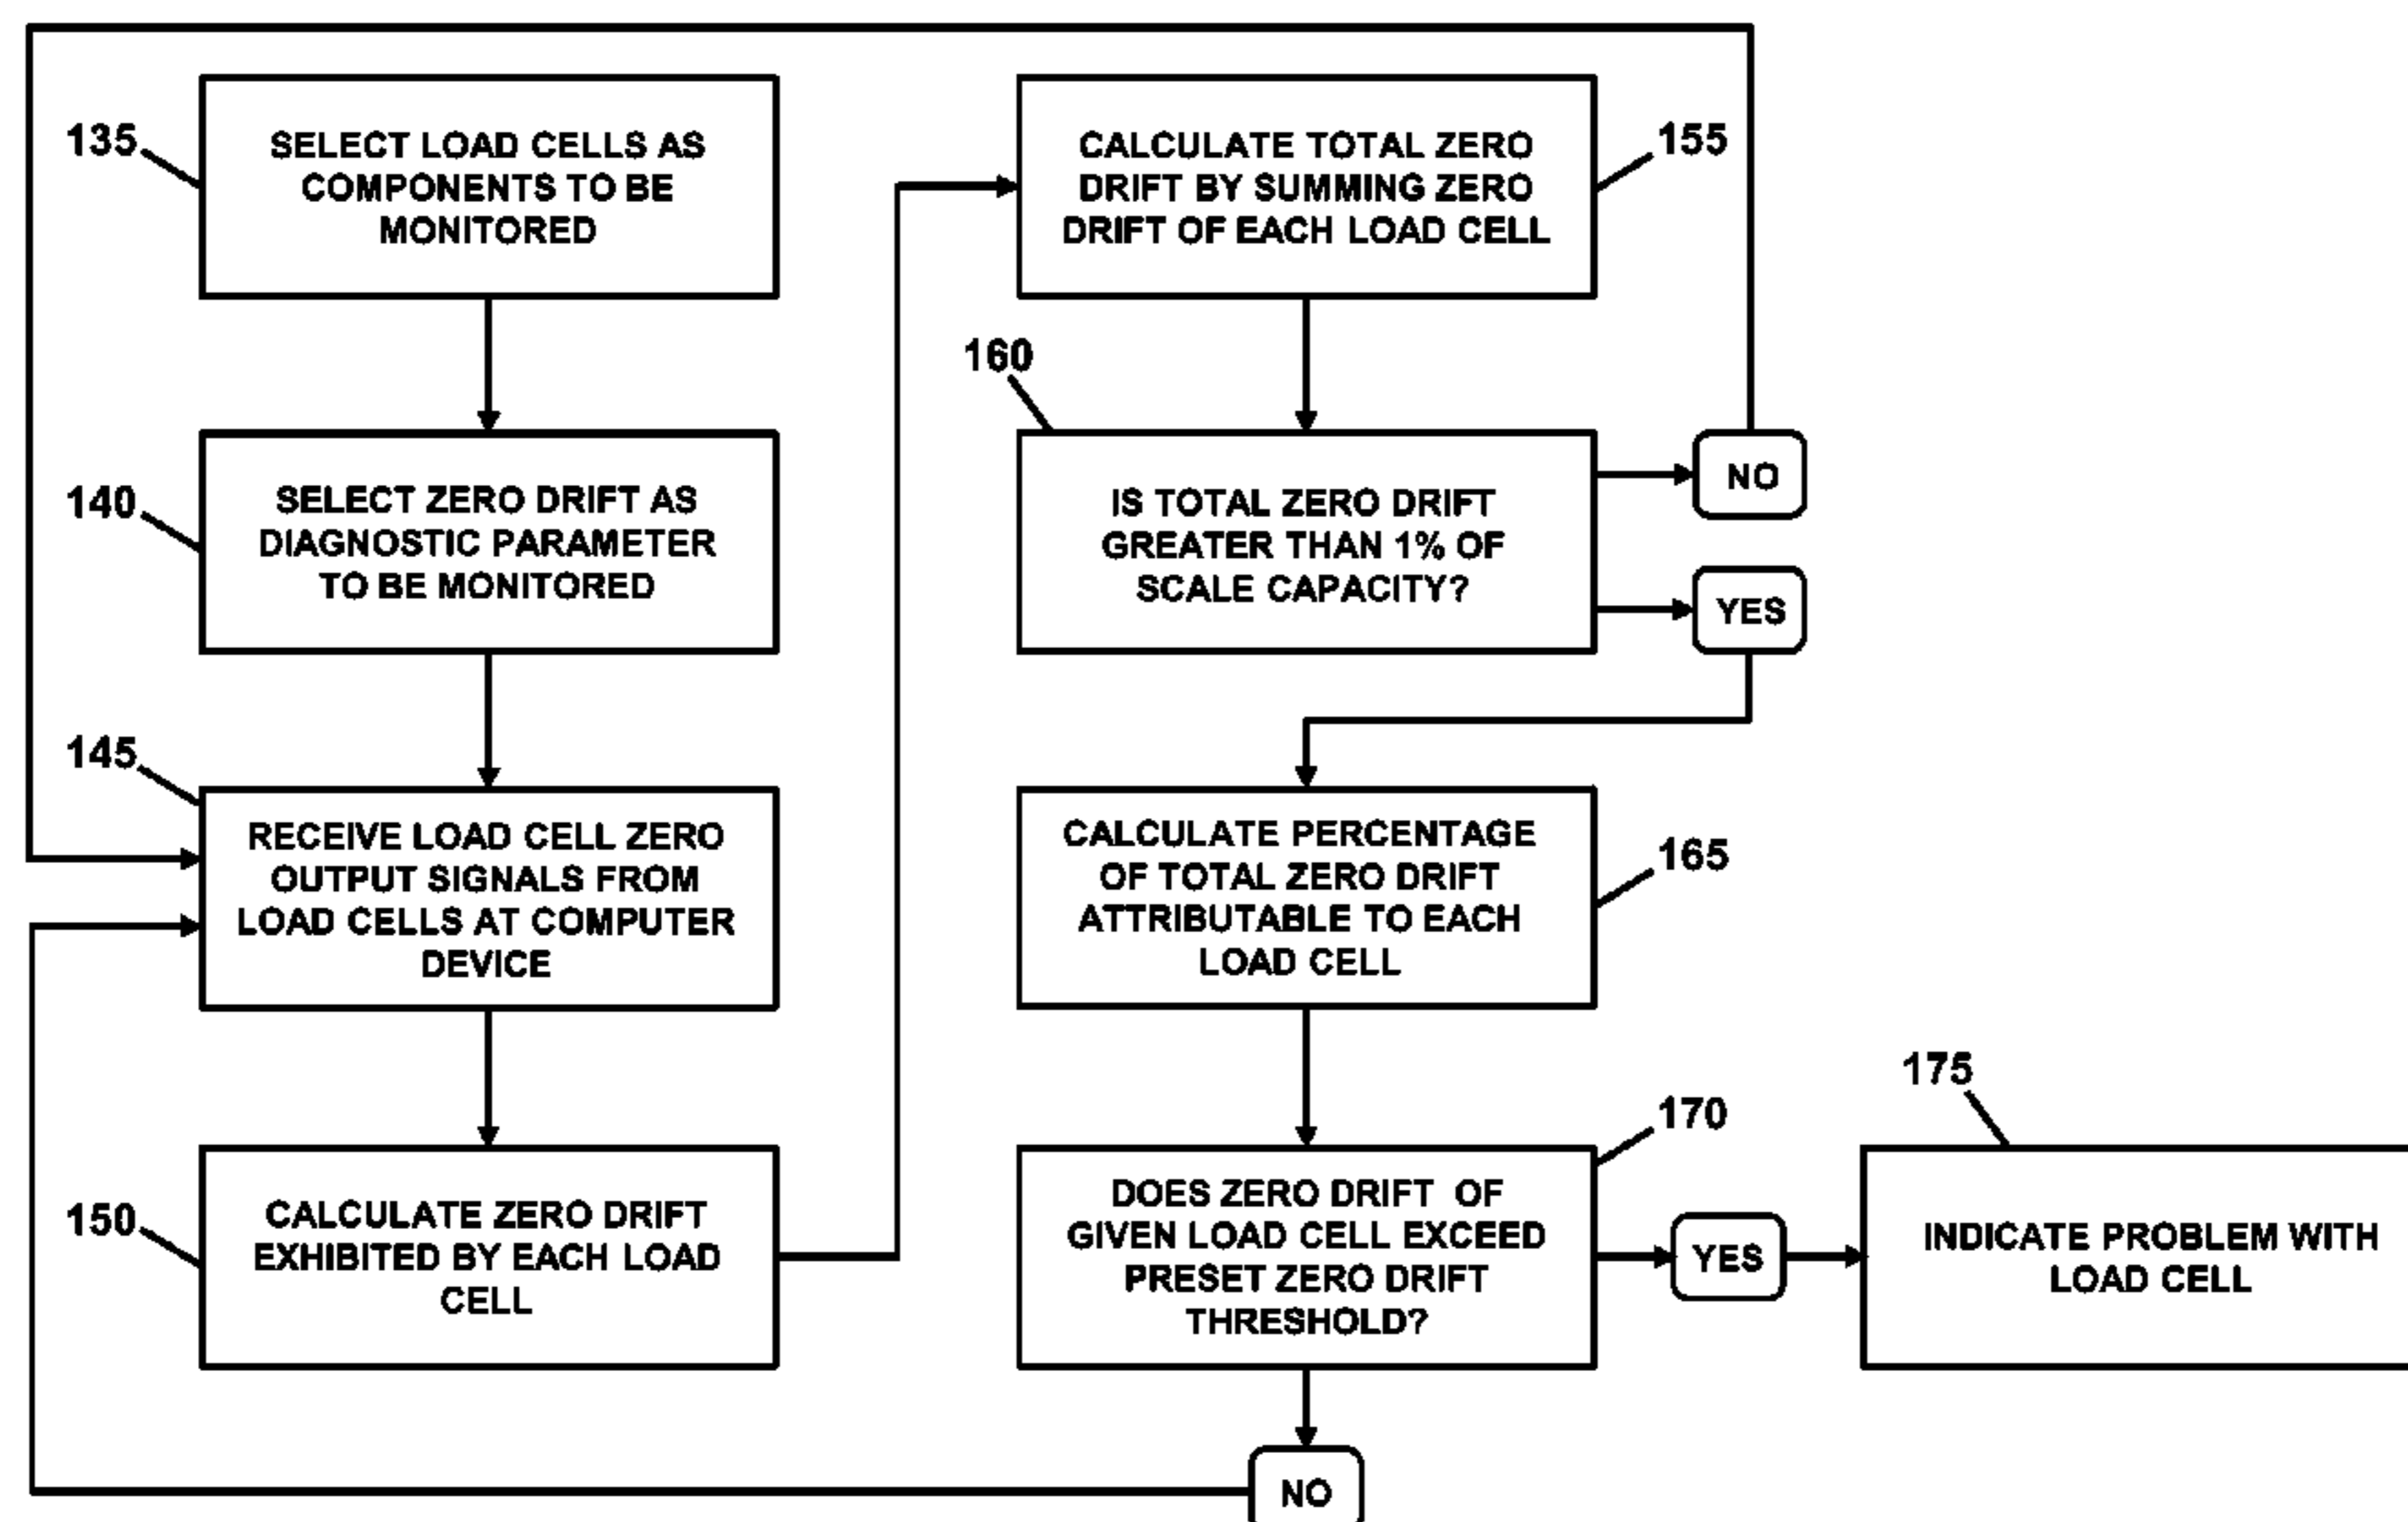 135
SELECT LOAD CELLS AS
COMPONENTS TO BE
MONITORED
140
SELECT ZERO DRIFT AS
DIAGNOSTIC PARAMETER
TO BE MONITORED
145
RECEIVE LOAD CELL ZERO
OUTPUT SIGNALS FROM
LOAD CELLS AT COMPUTER
DEVICE
150
CALCULATE ZERO DRIFT
EXHIBITED BY EACH LOAD
CELL
155
CALCULATE TOTAL ZERO
DRIFT BY SUMMING ZERO
DRIFT OF EACH LOAD CELL
160
IS TOTAL ZERO DRIFT
GREATER THAN 1% OF
SCALE CAPACITY?
NO
YES
165
CALCULATE PERCENTAGE
OF TOTAL ZERO DRIFT
ATTRIBUTABLE TO EACH
LOAD CELL
170
DOES ZERO DRIFT OF
GIVEN LOAD CELL EXCEED
PRESET ZERO DRIFT
THRESHOLD?
YES
NO
175
INDICATE PROBLEM WITH
LOAD CELL